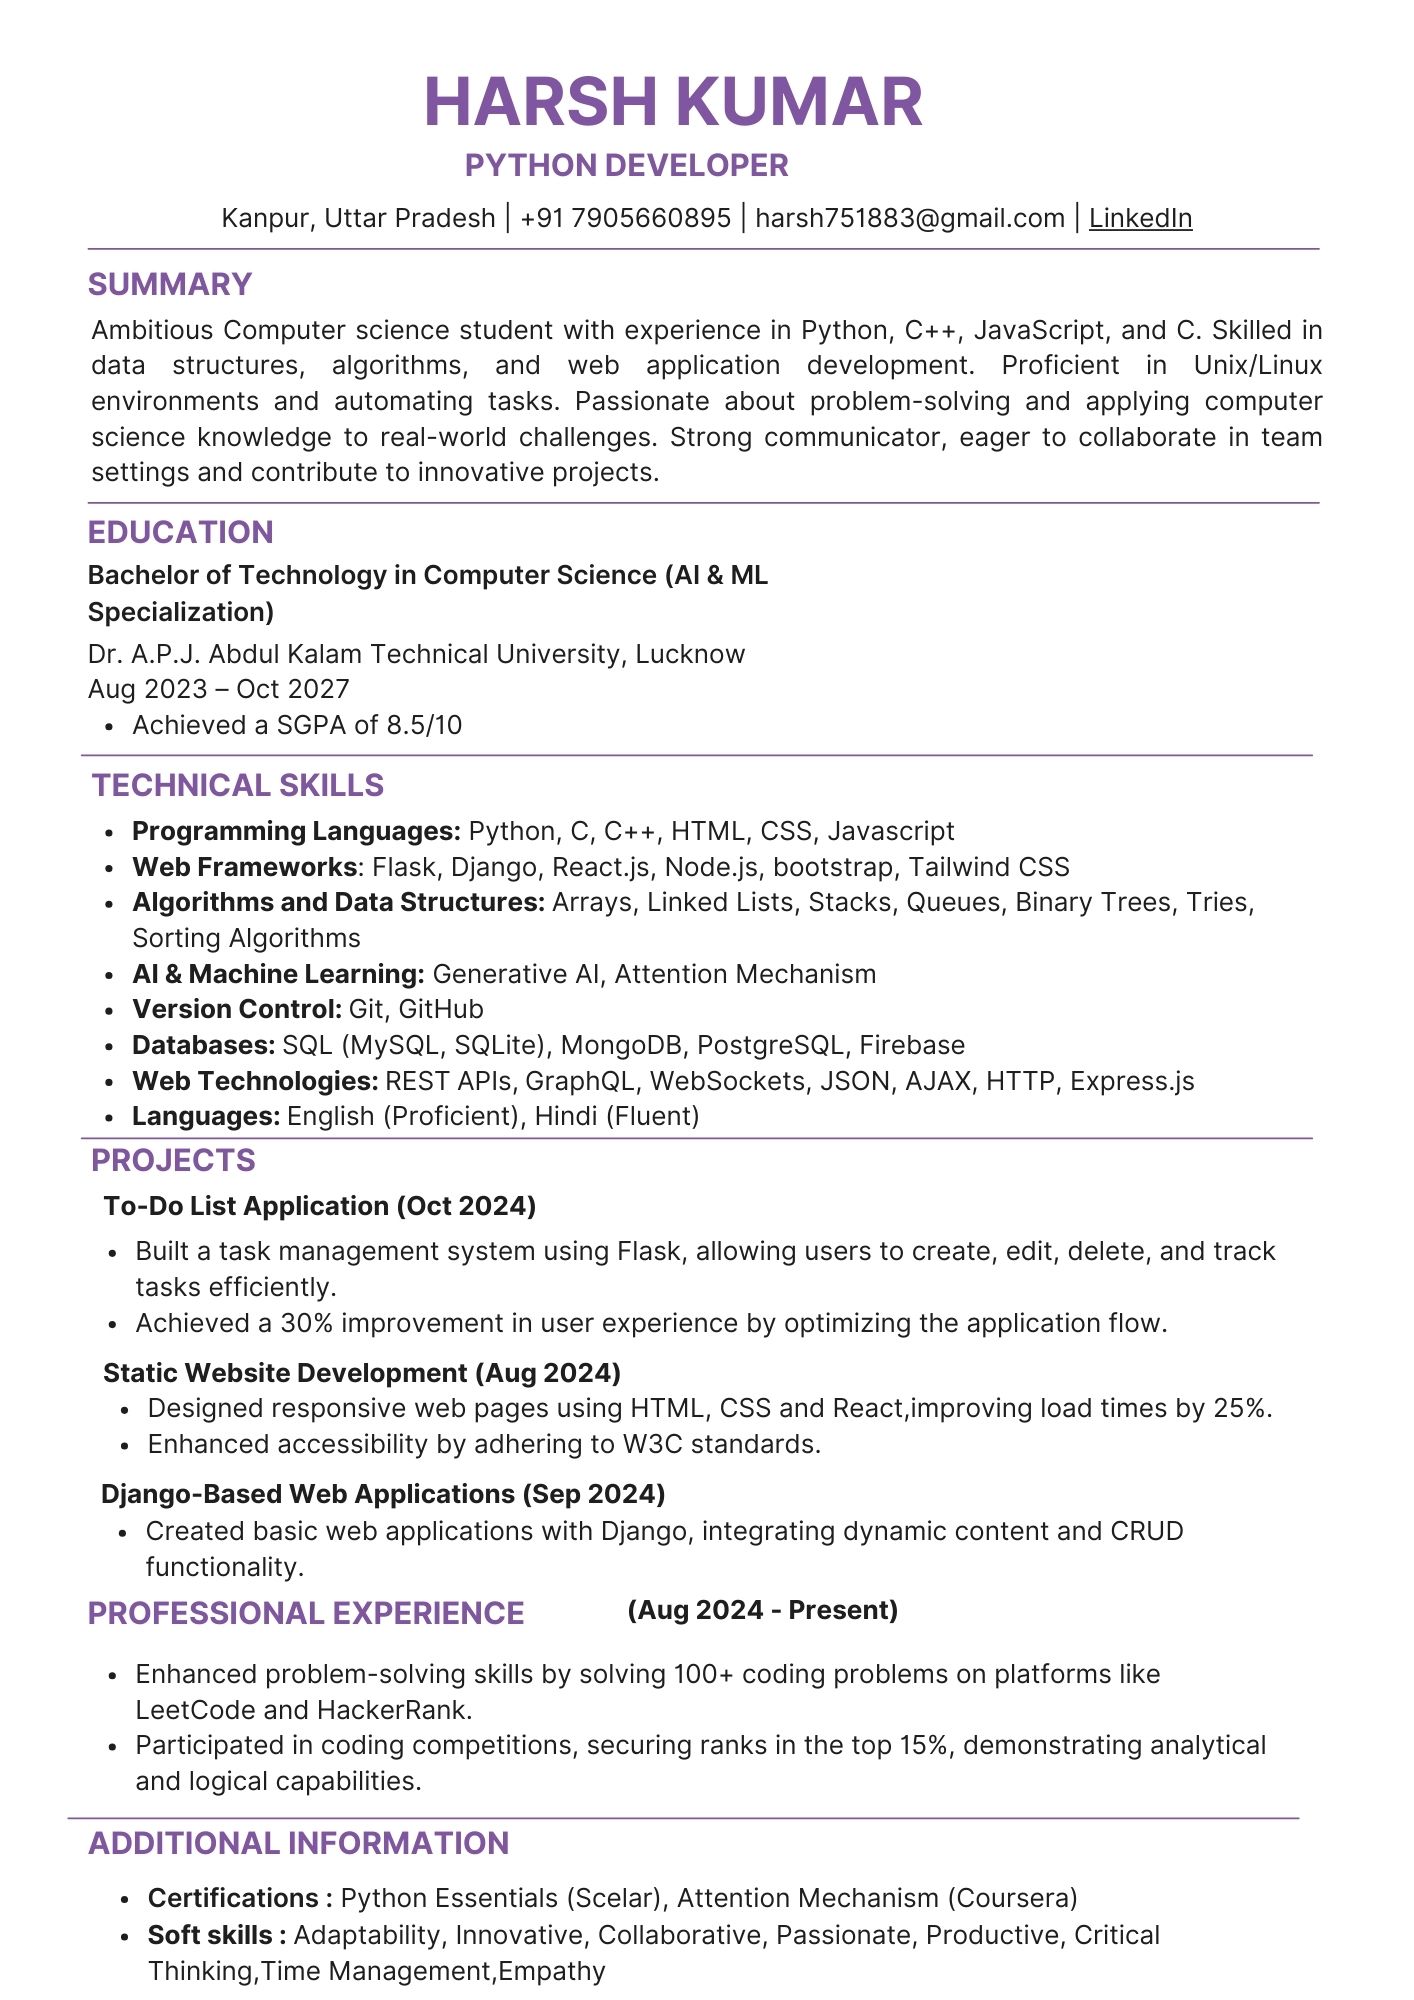 HARSH KUMAR
PYTHON DEVELOPER
Kanpur, Uttar Pradesh | +91 7905660895 | harsh751883@gmail.com | LinkedIn
SUMMARY
Ambitious Computer science student with experience in Python, C++, JavaScript, and C. Skilled in
data structures, algorithms, and web application development. Proficient in Unix/Linux
environments and automating tasks. Passionate about problem-solving and applying computer
science knowledge to real-world challenges. Strong communicator, eager to collaborate in team
settings and contribute to innovative projects.
EDUCATION
Bachelor of Technology in Computer Science (AI & ML
Specialization)
Dr. A.P.J. Abdul Kalam Technical University, Lucknow
Aug 2023 – Oct 2027
• Achieved a SGPA of 8.5/10
TECHNICAL SKILLS
• Programming Languages: Python, C, C++, HTML, CSS, Javascript
• Web Frameworks: Flask, Django, React.js, Node.js, bootstrap, Tailwind CSS
• Algorithms and Data Structures: Arrays, Linked Lists, Stacks, Queues, Binary Trees, Tries,
Sorting Algorithms
• AI & Machine Learning: Generative AI, Attention Mechanism
• Version Control: Git, GitHub
• Databases: SQL (MySQL, SQLite), MongoDB, PostgreSQL, Firebase
• Web Technologies: REST APIs, GraphQL, WebSockets, JSON, AJAX, HTTP, Express.js
• Languages: English (Proficient), Hindi (Fluent)
PROJECTS
To-Do List Application (Oct 2024)
• Built a task management system using Flask, allowing users to create, edit, delete, and track
tasks efficiently.
• Achieved a 30% improvement in user experience by optimizing the application flow.
Static Website Development (Aug 2024)
• Designed responsive web pages using HTML, CSS and React,improving load times by 25%.
• Enhanced accessibility by adhering to W3C standards.
Django-Based Web Applications (Sep 2024)
• Created basic web applications with Django, integrating dynamic content and CRUD
functionality.
PROFESSIONAL EXPERIENCE (Aug 2024 - Present)
• Enhanced problem-solving skills by solving 100+ coding problems on platforms like
LeetCode and HackerRank.
• Participated in coding competitions, securing ranks in the top 15%, demonstrating analytical
and logical capabilities.
ADDITIONAL INFORMATION
• Certifications : Python Essentials (Scelar), Attention Mechanism (Coursera)
• Soft skills : Adaptability, Innovative, Collaborative, Passionate, Productive, Critical
Thinking,Time Management,Empathy